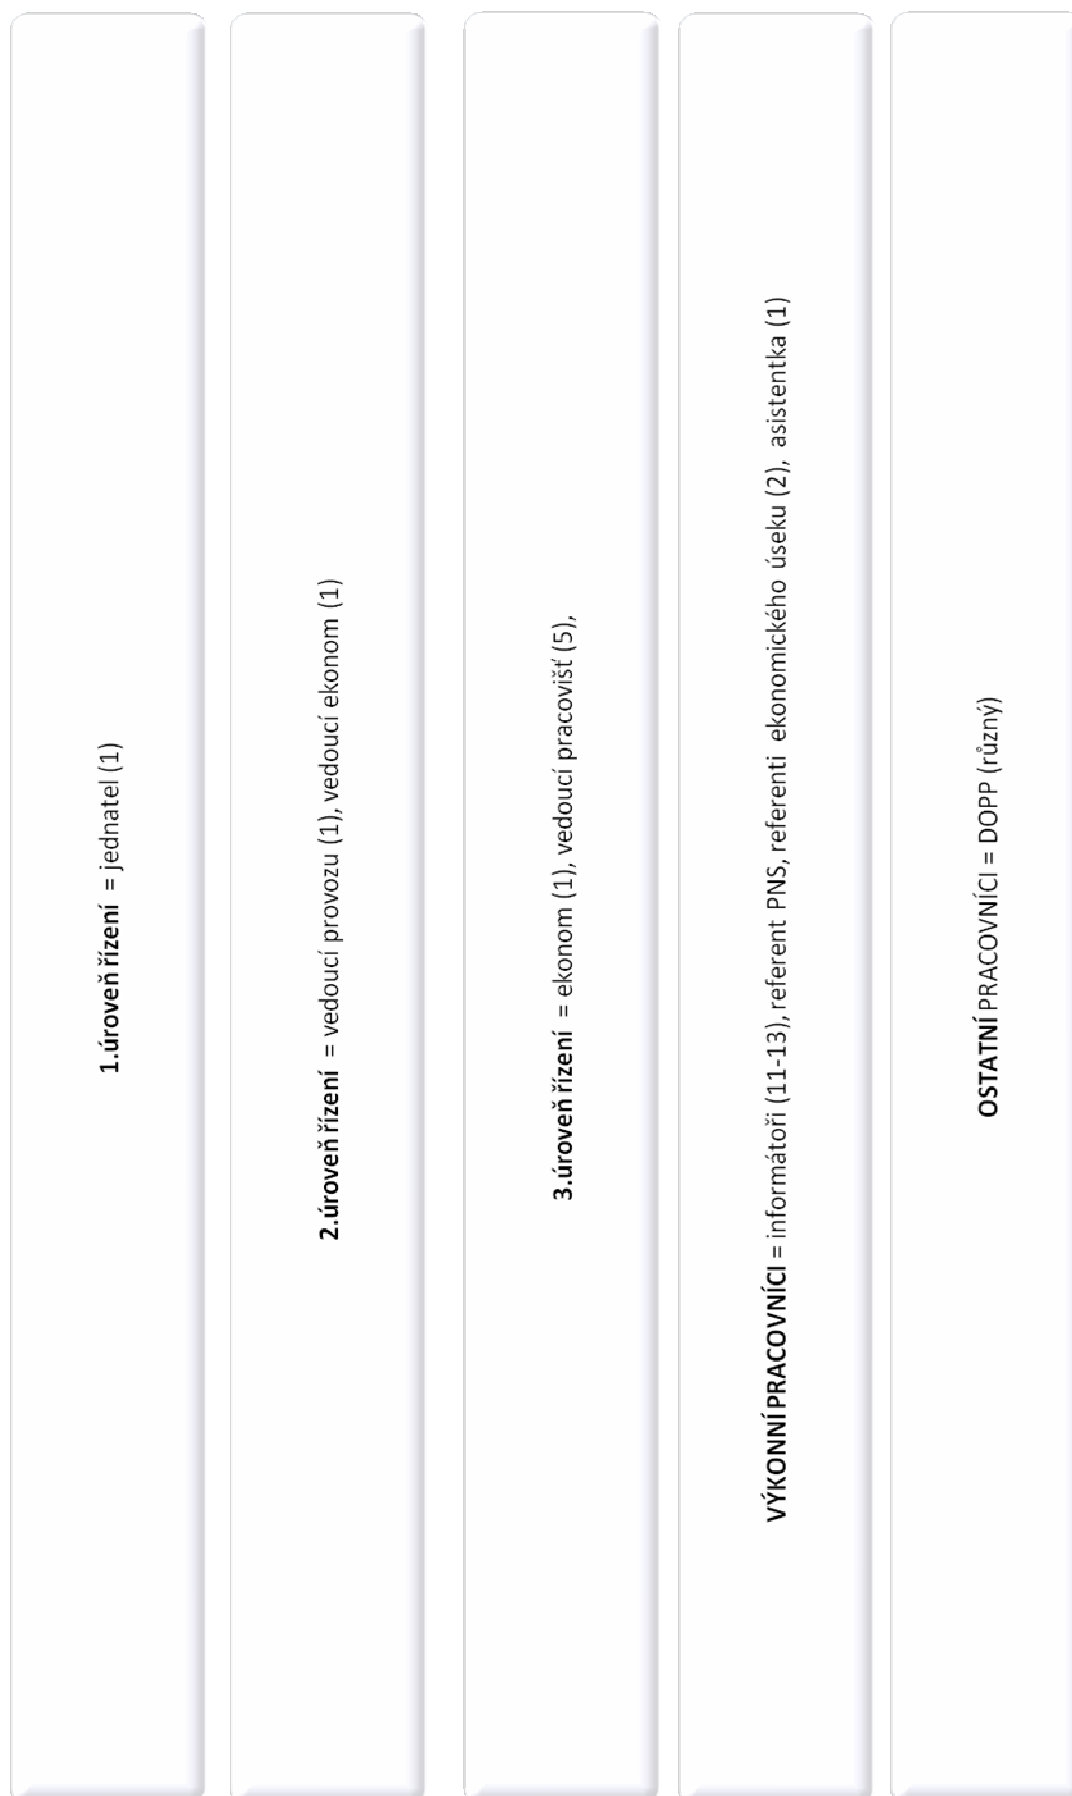 1.úroveň řízení = jednatel (1)
2.úroveň řízení = vedoucí provozu (1), vedoucí ekonom (1)
3.úroveň řízení = ekonom (1), vedoucí pracovišť (5),
VÝKONNÍ PRACOVNÍCI = informátoři (11-13), referent PNS, referenti ekonomického úseku (2), asistentka (1)
OSTATNÍ PRACOVNÍCI = DOPP (různý)